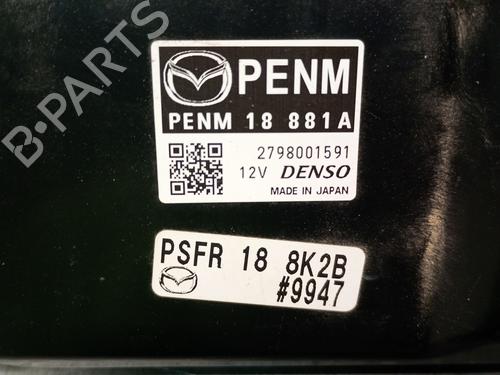 PENM
PENM 18 881A
2798001591
12V DENSO
MADE IN JAPAN
PSFR 18 8K2B
#9947
B-PARTS